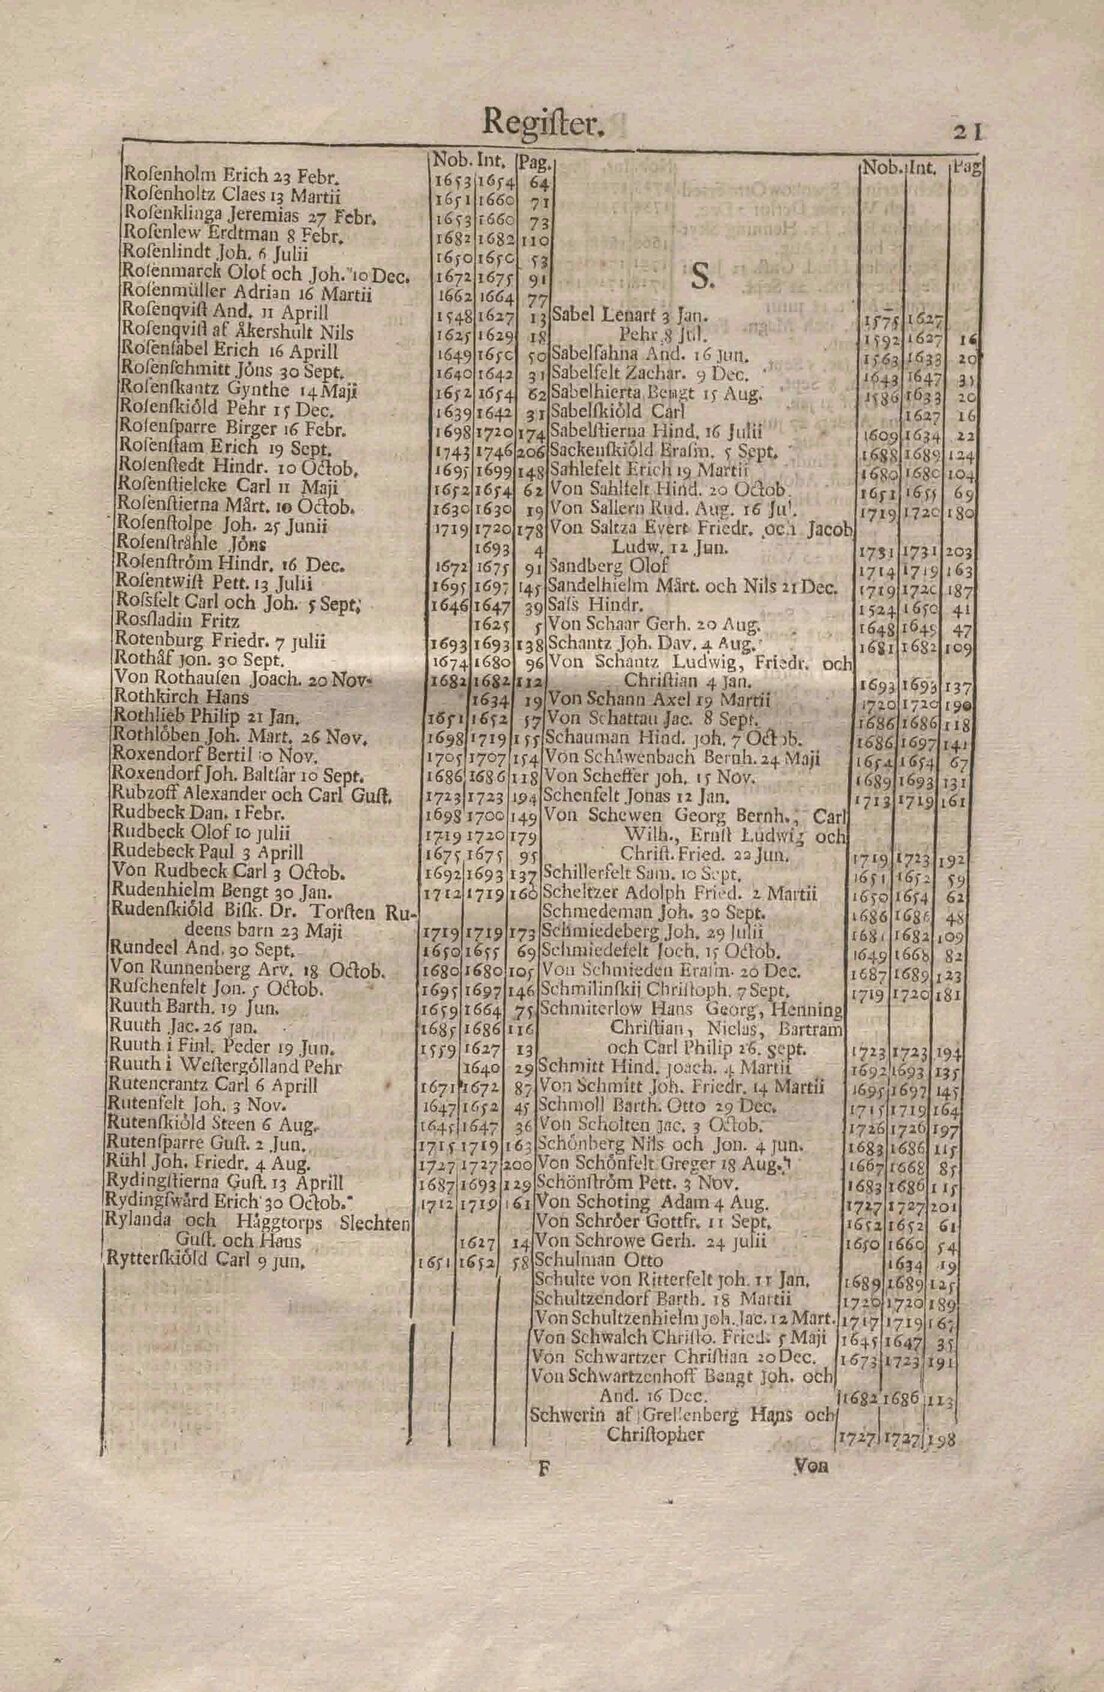 Regiſter.
21
Nob. Int. Pag.
Roſenholm Erich 23 Febr. 1653 1654 64
Roſenholtz Claes 13 Martii 1651 1660 71
Roſenklinga Jeremias 27 Febr. 1653 1660 73
Roſenlew Erdtman 8 Febr. 1682 1682 110
Roſenlindt Joh. 6 Julii 1650 1650 53
Roſenmarck Olof och Joh. 10 Dec. 1672 1675 91
Roſenmüller Adrian 16 Martii 1662 1664 77
Roſenqviſt And. 11 Aprill 1548 1627 13
Roſenqviſt af Åkershult Nils 1625 1629 18
Roſenſabel Erich 16 Aprill 1649 1650 50
Roſenſchmitt Jöns 30 Sept. 1640 1642 31
Roſenſkantz Gynthe 14 Maji 1652 1654 62
Roſenſkiöld Pehr 15 Dec. 1639 1642 31
Roſenſparre Birger 16 Febr. 1698 1720 174
Roſenſtam Erich 19 Sept. 1743 1746 206
Roſenſtedt Hindr. 10 Octob. 1695 1699 148
Roſenſtielcke Carl 11 Maji 1652 1654 62
Roſenſtierna Mårt. 10 Octob. 1630 1630 19
Roſenſtolpe Joh. 25 Junii 1719 1720 178
Roſenſtråhle Jöns 1693 4
Roſenſtröm Hindr. 16 Dec. 1672 1675 91
Roſentwiſt Pett. 13 Julii 1695 1697 145
Roſsfelt Carl och Joh. 5 Sept. 1646 1647 39
Rosſladin Fritz 1625 5
Rotenburg Friedr. 7 julii 1693 1693 138
Rothåf jon. 30 Sept. 1674 1680 96
Von Rothauſen Joach. 20 Nov. 1682 1682 112
Rothkirch Hans 1634 19
Rothlieb Philip 21 Jan. 1651 1652 57
Rothlöben Joh. Mart. 26 Nov. 1698 1719 155
Roxendorf Bertil 10 Nov. 1705 1707 154
Roxendorf Joh. Baltſar 10 Sept. 1686 1686 118
Rubzoff Alexander och Carl Guſt. 1723 1723 194
Rudbeck Dan. 1 Febr. 1698 1700 149
Rudbeck Olof 10 julii 1719 1720 179
Rudebeck Paul 3 Aprill 1675 1675 95
Von Rudbeck Carl 3 Octob. 1692 1693 137
Rudenhielm Bengt 30 Jan. 1712 1719 160
Rudenſkiöld Biſk. Dr. Torſten Ru-
deens barn 23 Maji 1719 1719 173
Rundeel And. 30 Sept. 1650 1655 69
Von Runnenberg Arv. 18 Octob. 1680 1680 105
Ruſchenfelt Jon. 5 Octob. 1695 1697 146
Ruuth Barth. 19 Jun. 1659 1664 75
Ruuth Jac. 26 jan. 1685 1686 116
Ruuth i Finl. Peder 19 Jun. 1559 1627 13
Ruuth i Weſtergölland Pehr 1640 29
Rutencrantz Carl 6 Aprill 1671 1672 87
Rutenfelt Joh. 3 Nov. 1647 1652 45
Rutenſkiöld Steen 6 Aug. 1645 1647 36
Rutenſparre Guſt. 2 Jun. 1715 1719 163
Rühl Joh. Friedr. 4 Aug. 1727 1727 200
Rydingſtierna Guſt. 13 Aprill 1687 1693 129
Rydingſwård Erich 30 Octob. 1712 1719 161
Rylanda och Häggtorps Slechten
Guſt. och Hans 1627 14
Rytterſkiöld Carl 9 jun. 1651 1652 58
Nob. Int. Pag
S.
Sabel Lenart 3 Jan. 1575 1627
Pehr 8 Jul. 1592 1627 16
Sabelfahna And. 16 jun. 1563 1633 20
Sabelfelt Zachar. 9 Dec. 1643 1647 31
Sabelhierta Bengt 15 Aug. 1586 1633 20
Sabelſkiöld Carl 1627 16
Sabelſtierna Hind. 16 Julii 1609 1634 22
Sackenſkiöld Eraſm. 5 Sept. 1688 1689 124
Sahlefelt Erich 19 Martii 1680 1680 104
Von Sahlfelt Hind. 20 Octob. 1651 1655 69
Von Sallern Rud. Aug. 16 Jul. 1719 1720 180
Von Saltza Evert Friedr. och Jacob
Ludw. 12 Jun. 1731 1731 203
Sandberg Olof 1714 1719 163
Sandelhielm Mårt. och Nils 21 Dec. 1719 1720 187
Saſs Hindr. 1524 1650 41
Von Schaar Gerh. 20 Aug. 1648 1649 47
Schantz Joh. Dav. 4 Aug. 1681 1682 109
Von Schantz Ludwig, Friedr. och
Chriſtian 4 jan. 1693 1693 137
Von Schann Axel 19 Martii 1720 1720 190
Von Schattau Jac. 8 Sept. 1686 1686 118
Schauman Hind. joh. 7 Octob. 1686 1697 141
Von Schåwenbach Bernh. 24 Maji 1654 1654 67
Von Scheffer joh. 15 Nov. 1689 1693 131
Schenfelt Jonas 12 Jan. 1713 1719 161
Von Schewen Georg Bernh., Carl
Wilh., Ernſt Ludwig och
Chriſt. Fried. 22 Jun. 1719 1723 192
Schillerfelt Sam. 10 Sept. 1651 1652 59
Scheltzer Adolph Fried. 2 Martii 1650 1654 62
Schmedeman Joh. 30 Sept. 1686 1686 48
Schmiedeberg Joh. 29 Julii 1681 1682 109
Schmiedefelt Joch. 15 Octob. 1649 1668 82
Von Schmieden Eraſm. 20 Dec. 1687 1689 123
Schmilinſkij Chriſtoph. 7 Sept. 1719 1720 181
Schmiterlow Hans Georg, Henning
Chriſtian, Niclas, Bartram
och Carl Philip 26. Sept. 1723 1723 194
Schmitt Hind. joach. 4 Martii 1692 1693 135
Von Schmitt Joh. Friedr. 14 Martii 1695 1697 145
Schmoll Barth. Otto 29 Dec. 1715 1719 164
Von Scholten Jac. 3 Octob. 1726 1726 197
Schönberg Nils och Jon. 4 jun. 1683 1686 115
Von Schönfelt Greger 18 Aug. 1667 1668 85
Schönſtröm Pett. 3 Nov. 1683 1686 115
Von Schoting Adam 4 Aug. 1727 1727 201
Von Schröer Gottfr. 11 Sept. 1652 1652 61
Von Schrowe Gerh. 24 julii 1650 1660 54
Schulman Otto 1634 19
Schulte von Ritterfelt joh. 11 Jan. 1689 1689 125
Schultzendorf Barth. 18 Martii 1720 1720 189
Von Schultzenhielm joh. Jac. 12 Mart. 1717 1719 167
Von Schwalch Chriſto. Fried. 5 Maji 1645 1647 35
Von Schwartzer Chriſtian 20 Dec. 1673 1723 191
Von Schwartzenhoff Bengt Joh. och
And. 16 Dec. 1682 1686 113
Schwerin af Grellenberg Hans och
Chriſtopher 1727 1727 198
F
Von